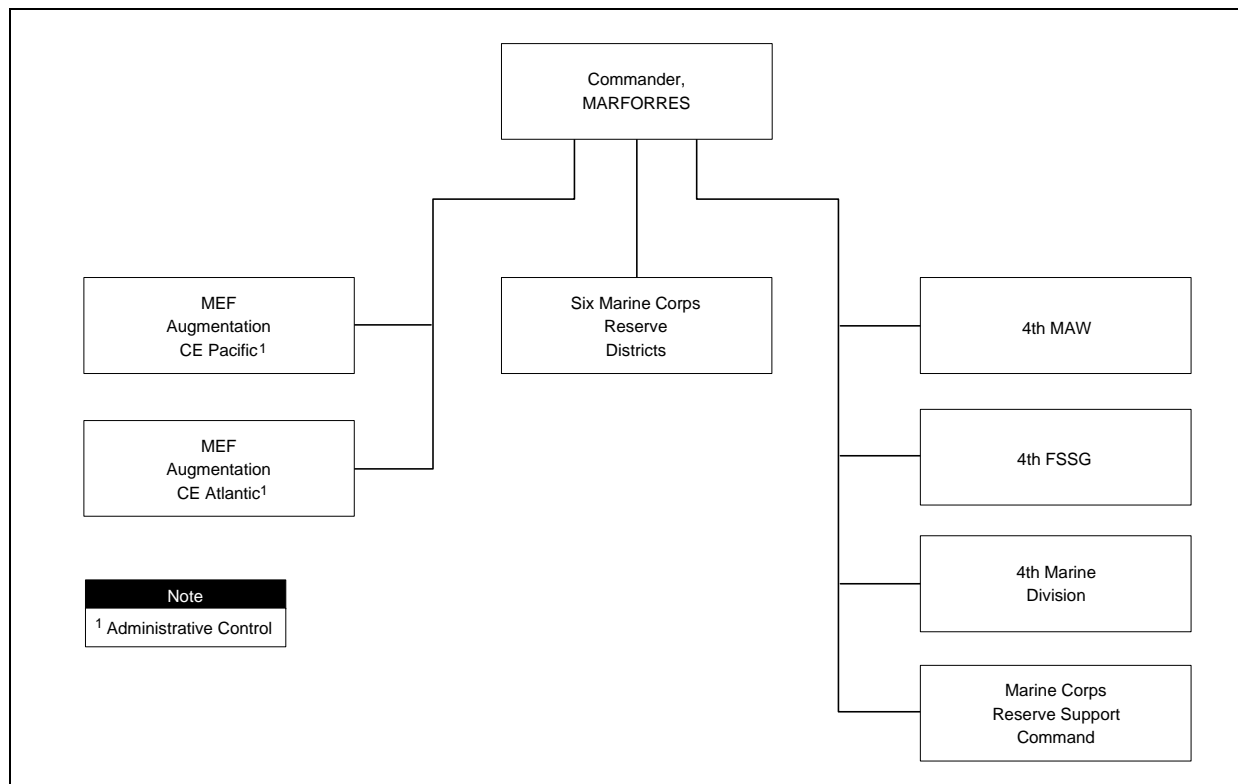 Commander,
MARFORRES
MEF
Augmentation
CE Pacific¹
Six Marine Corps
Reserve
Districts
4th MAW
MEF
Augmentation
CE Atlantic¹
4th FSSG
4th Marine
Division
Note
¹ Administrative Control
Marine Corps
Reserve Support
Command